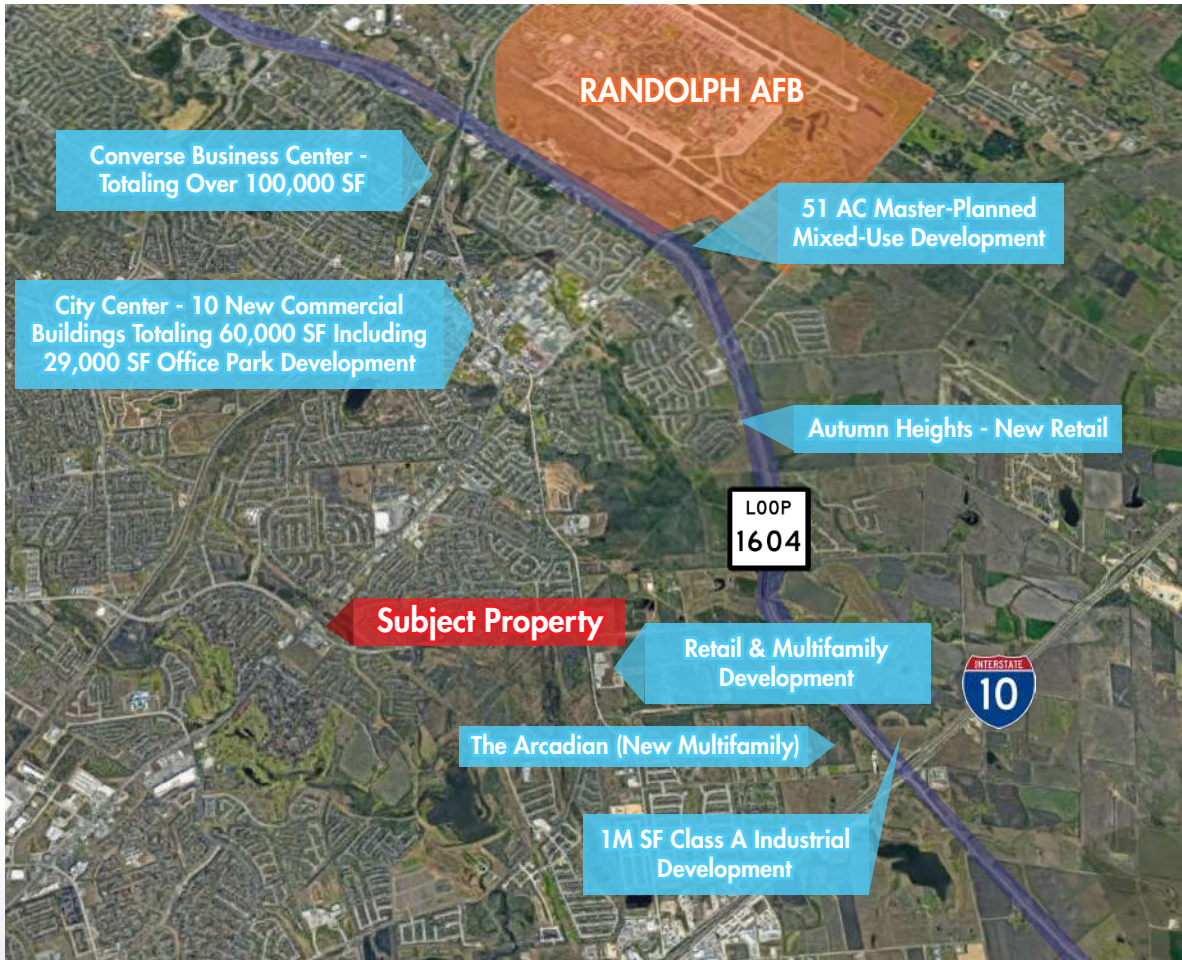 RANDOLPH AFB
Converse Business Center -
Totaling Over 100,000 SF
51 AC Master-Planned
Mixed-Use Development
City Center - 10 New Commercial
Buildings Totaling 60,000 SF Including
29,000 SF Office Park Development
Autumn Heights - New Retail
LOOP
1604
Subject Property
Retail & Multifamily
Development
INTERSTATE
10
The Arcadian (New Multifamily)
1M SF Class A Industrial
Development